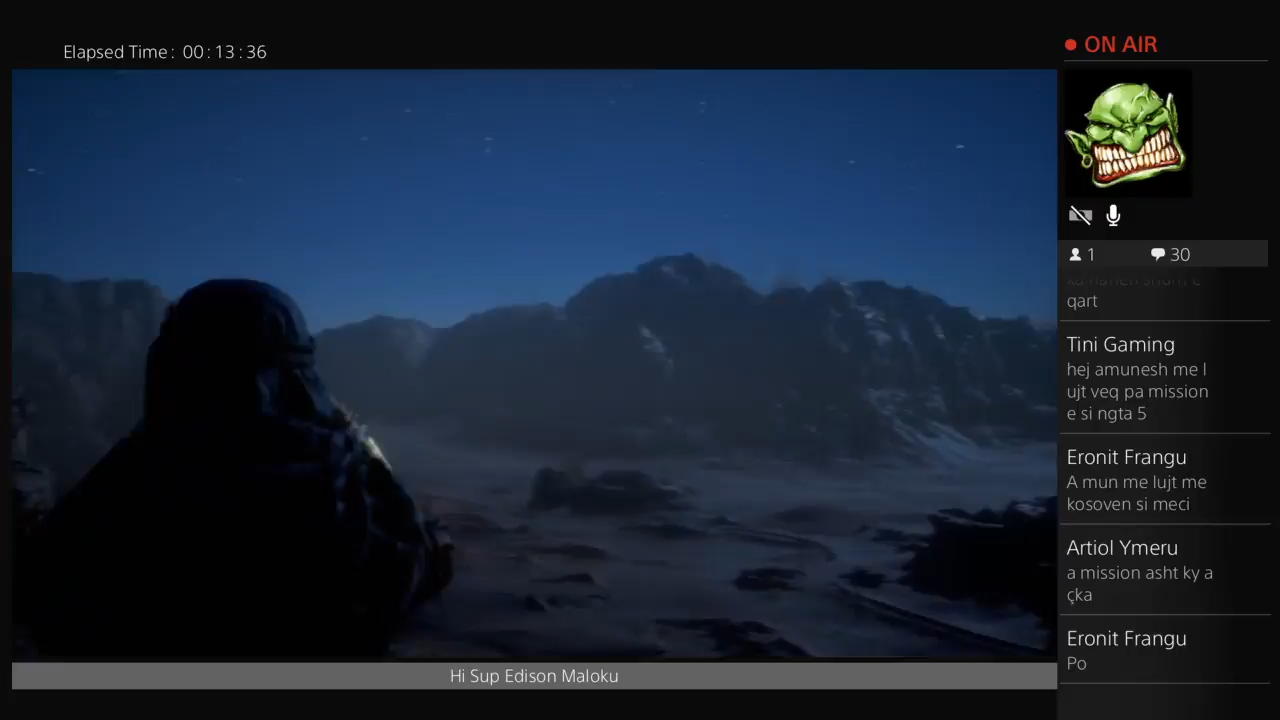 Elapsed Time: 00:13:36
ON AIR
1 30
qart
Tini Gaming
hej amunesh me l
ujt veq pa mission
e si ngta 5
Eronit Frangu
A mun me lujt me
kosoven si meci
Artiol Ymeru
a mission asht ky a
çka
Eronit Frangu
Po
Hi Sup Edison Maloku